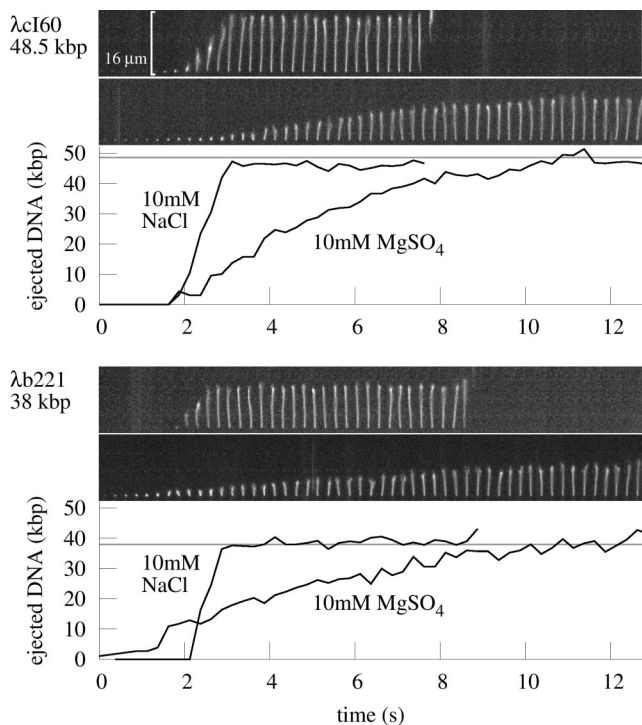 λcI60
48.5 kbp
16 μm
50
40
30
20
10
0
ejected DNA (kbp)
10mM
NaCl
10mM MgSO₄
0 2 4 6 8 10 12
λb221
38 kbp
50
40
30
20
10
0
ejected DNA (kbp)
10mM
NaCl
10mM MgSO₄
0 2 4 6 8 10 12
time (s)